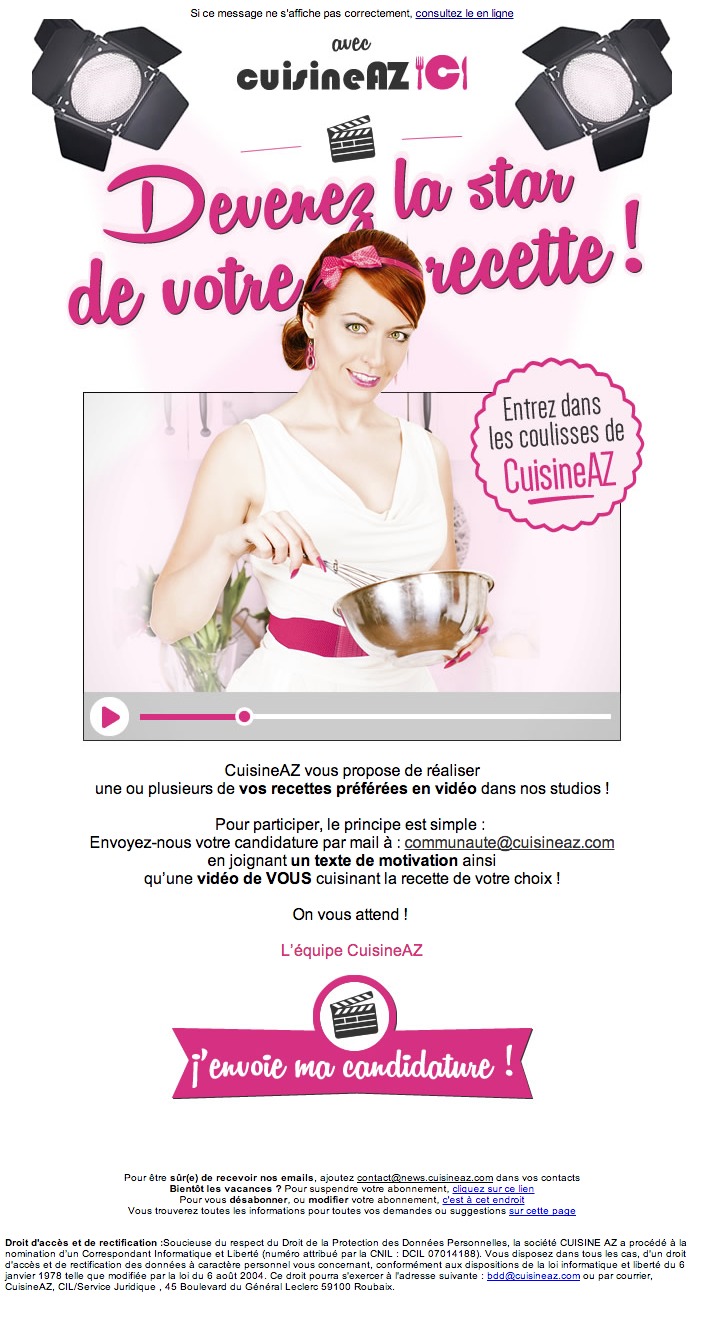 Si ce message ne s'affiche pas correctement, consultez le en ligne
avec
cuisineAZ
Devenez la star
de votre recette !
Entrez dans
les coulisses de
CuisineAZ
CuisineAZ vous propose de réaliser
une ou plusieurs de vos recettes préférées en vidéo dans nos studios !
Pour participer, le principe est simple :
Envoyez-nous votre candidature par mail à : communaute@cuisineaz.com
en joignant un texte de motivation ainsi
qu'une vidéo de VOUS cuisinant la recette de votre choix !
On vous attend !
L'équipe CuisineAZ
j'envoie ma candidature !
Pour être sûr(e) de recevoir nos emails, ajoutez contact@news.cuisineaz.com dans vos contacts
Bientôt les vacances ? Pour suspendre votre abonnement, cliquez sur ce lien
Pour vous désabonner, ou modifier votre abonnement, c'est à cet endroit
Vous trouverez toutes les informations pour toutes vos demandes ou suggestions sur cette page
Droit d'accès et de rectification :Soucieuse du respect du Droit de la Protection des Données Personnelles, la société CUISINE AZ a procédé à la
nomination d'un Correspondant Informatique et Liberté (numéro attribué par la CNIL : DCIL 07014188). Vous disposez dans tous les cas, d'un droit
d'accès et de rectification des données à caractère personnel vous concernant, conformément aux dispositions de la loi informatique et liberté du 6
janvier 1978 telle que modifiée par la loi du 6 août 2004. Ce droit pourra s'exercer à l'adresse suivante : bdd@cuisineaz.com ou par courrier,
CuisineAZ, CIL/Service Juridique , 45 Boulevard du Général Leclerc 59100 Roubaix.